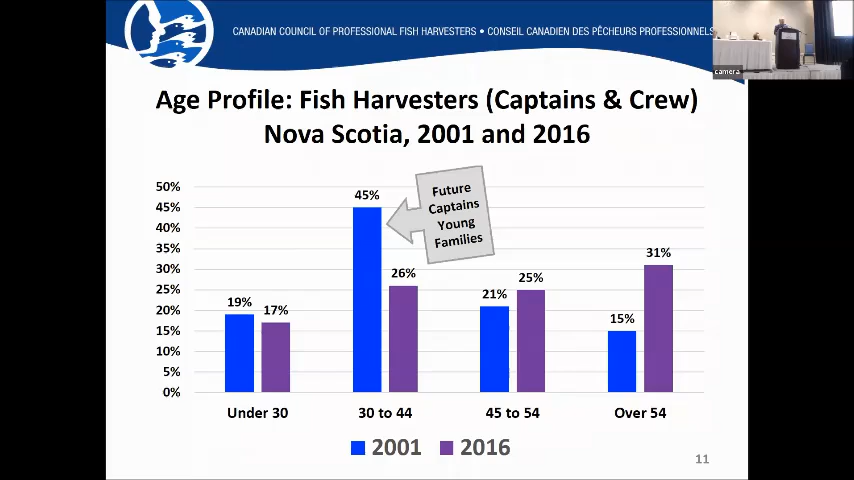 CANADIAN COUNCIL OF PROFESSIONAL FISH HARVESTERS • CONSEIL CANADIEN DES PÊCHEURS PROFESSIONNELS
camera
Age Profile: Fish Harvesters (Captains & Crew)
Nova Scotia, 2001 and 2016
Future
Captains
Young
Families
50%
45%
40%
35%
30%
25%
20%
15%
10%
5%
0%
19%
17%
45%
26%
21%
25%
15%
31%
Under 30
30 to 44
45 to 54
Over 54
2001
2016
11